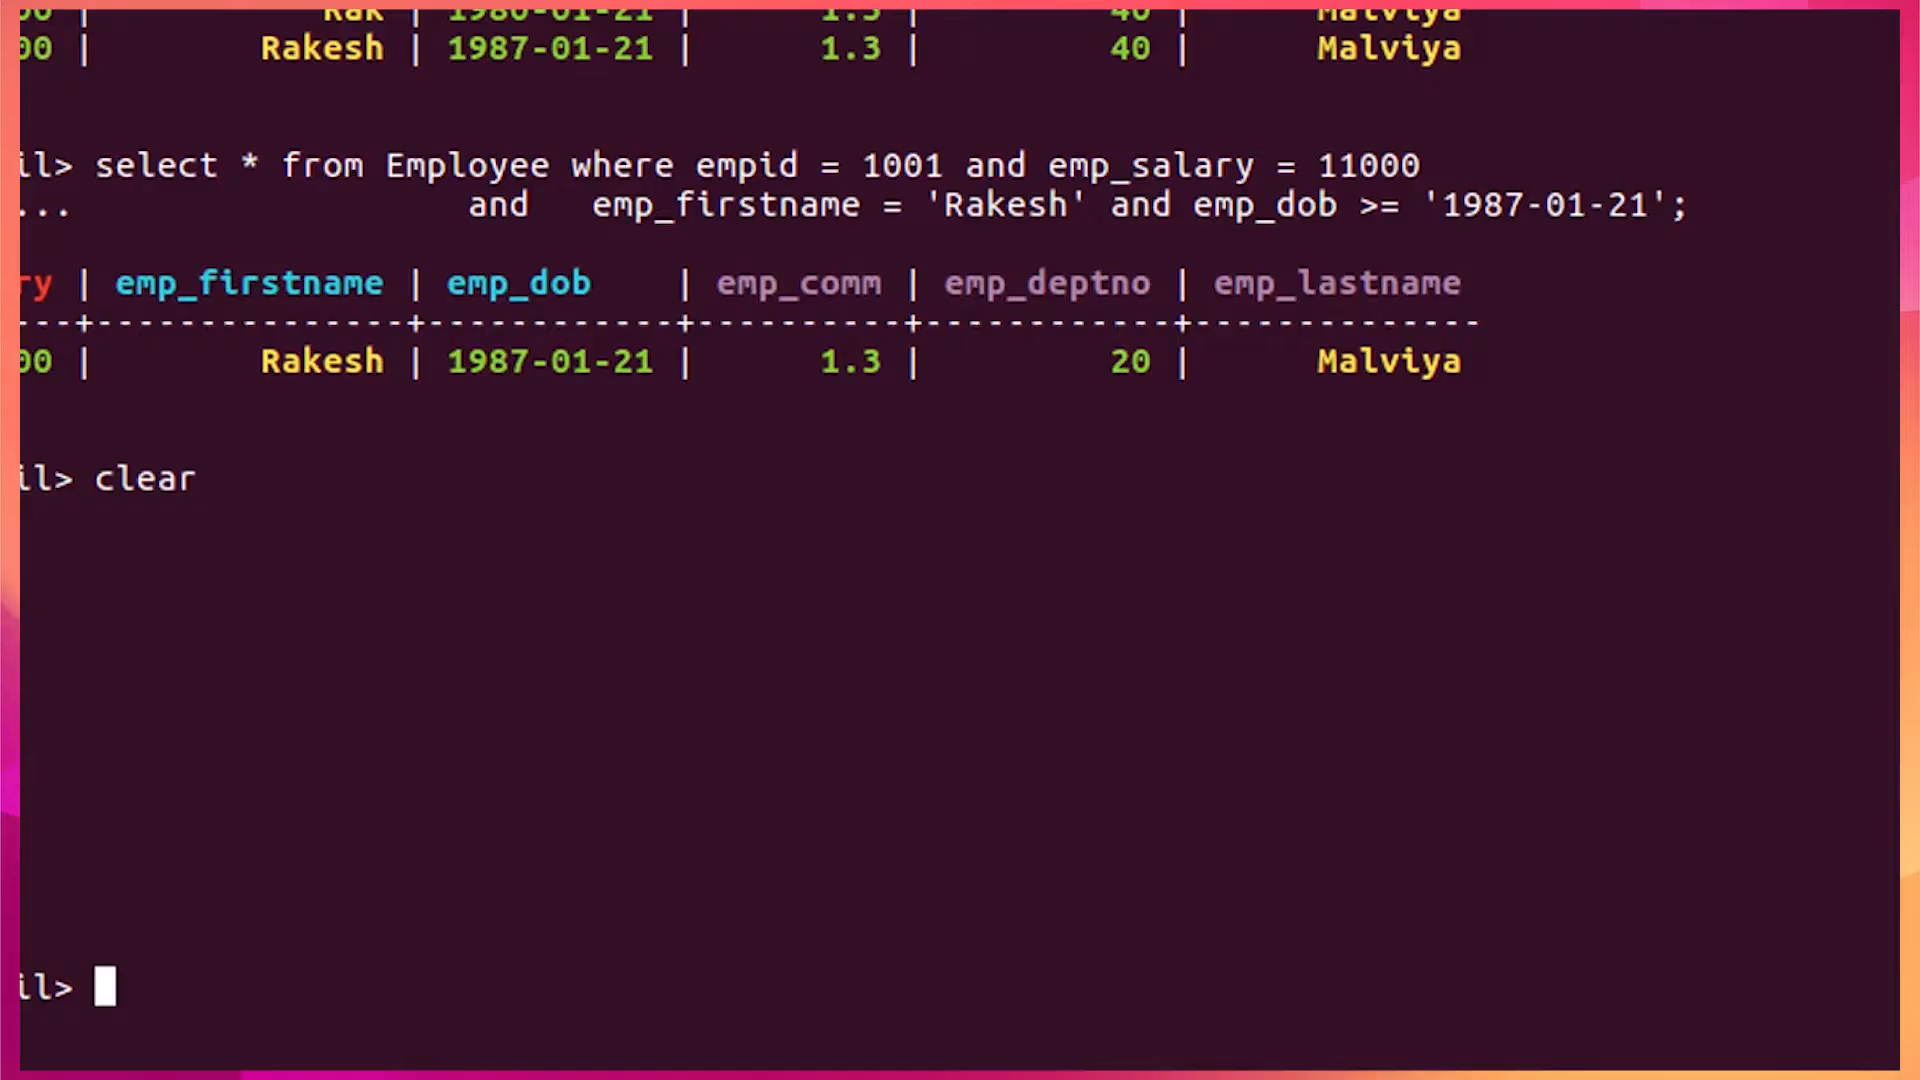 00 | Rak | 1980-01-21 | 1.3 | 40 | Malviya
00 | Rakesh | 1987-01-21 | 1.3 | 40 | Malviya
il> select * from Employee where empid = 1001 and emp_salary = 11000
... and emp_firstname = 'Rakesh' and emp_dob >= '1987-01-21';
ry | emp_firstname | emp_dob | emp_comm | emp_deptno | emp_lastname
---+---------------+------------+----------+------------+--------------
00 | Rakesh | 1987-01-21 | 1.3 | 20 | Malviya
il> clear
il>